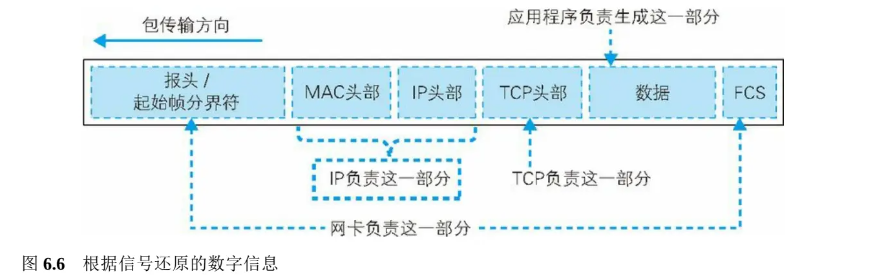 包传输方向
应用程序负责生成这一部分
报头 /
起始帧分界符
MAC头部
IP头部
TCP头部
数据
FCS
IP负责这一部分
TCP负责这一部分
网卡负责这一部分
图 6.6 根据信号还原的数字信息